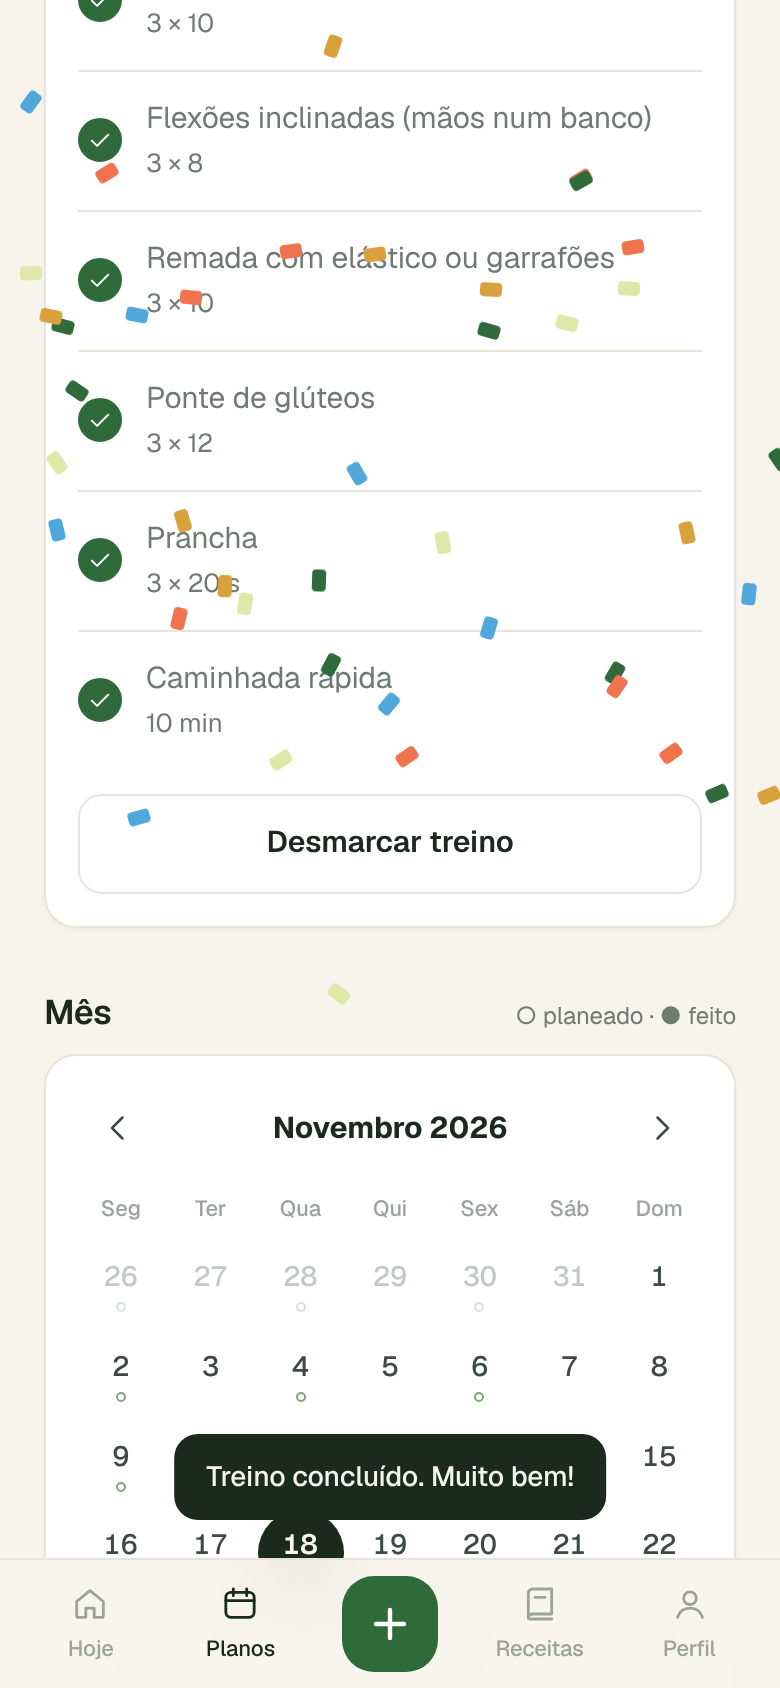 3 × 10
Flexões inclinadas (mãos num banco)
3 × 8
Remada com elástico ou garrafões
3 × 10
Ponte de glúteos
3 × 12
Prancha
3 × 20 s
Caminhada rápida
10 min
Desmarcar treino
Mês
planeado · feito
Novembro 2026
Seg Ter Qua Qui Sex Sáb Dom
26 27 28 29 30 31 1
2 3 4 5 6 7 8
9 15
Treino concluído. Muito bem!
16 17 18 19 20 21 22
Hoje Planos Receitas Perfil